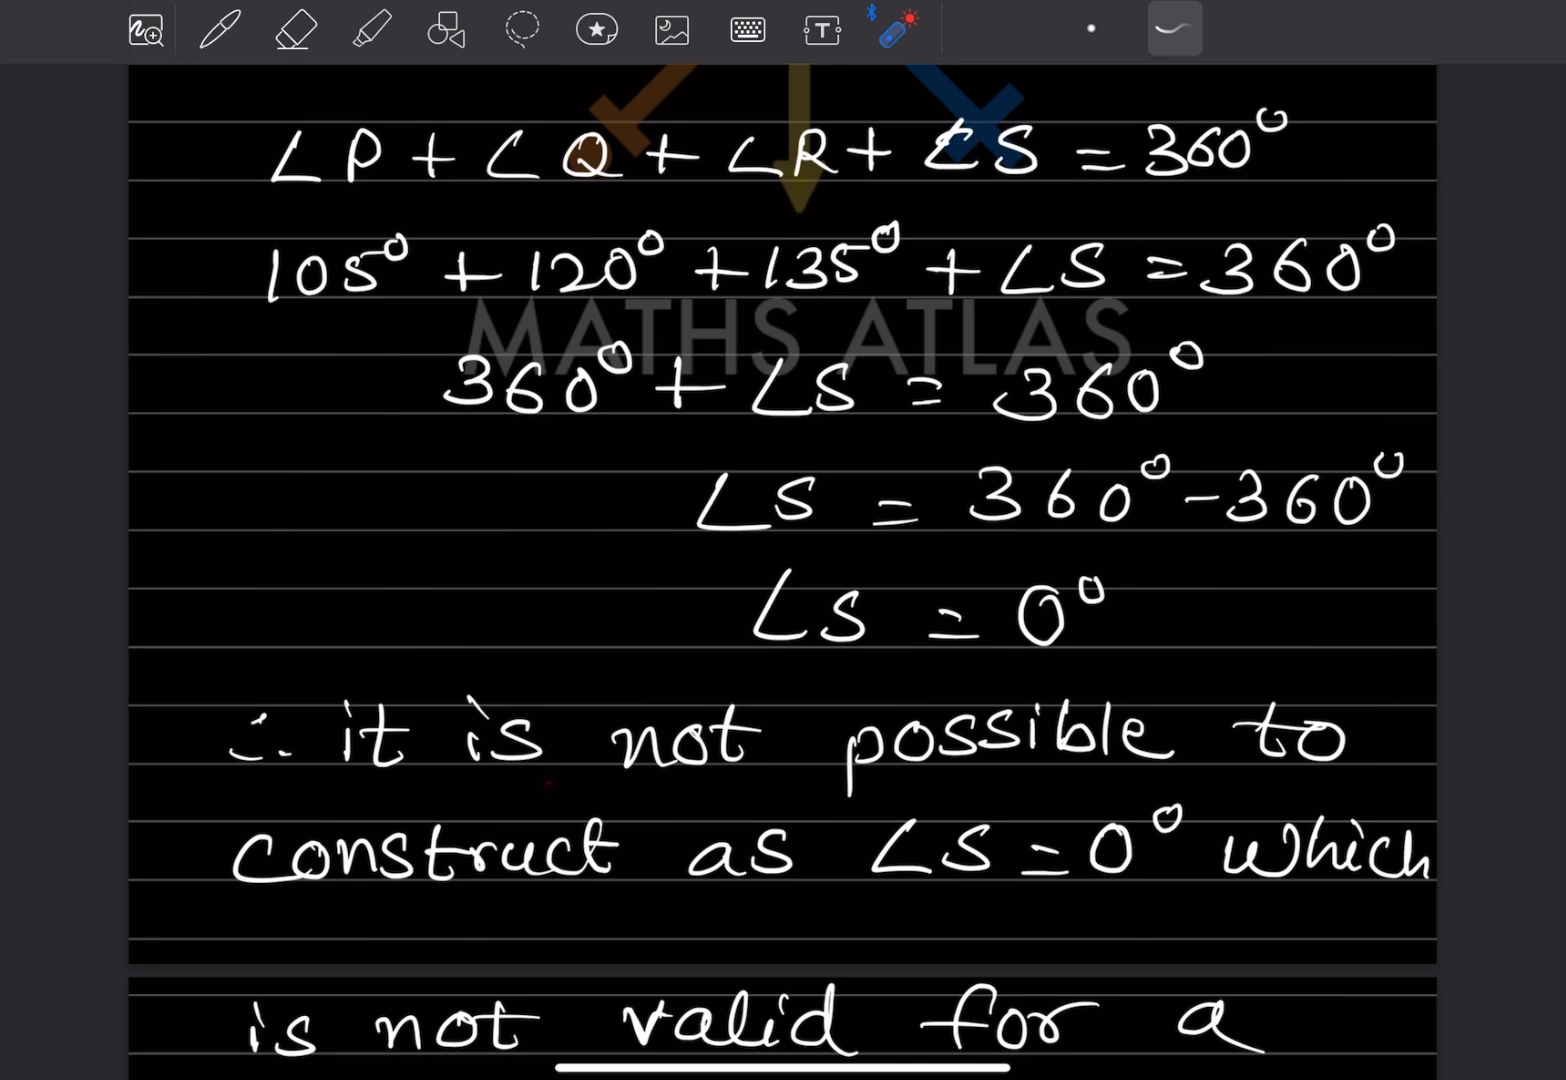 ∠P + ∠Q + ∠R + ∠S = 360°
105° + 120° + 135° + ∠S = 360°
MATHS ATLAS
360° + ∠S = 360°
∠S = 360° - 360°
∠S = 0°
∴ it is not possible to
construct as ∠S = 0° which
is not valid for a